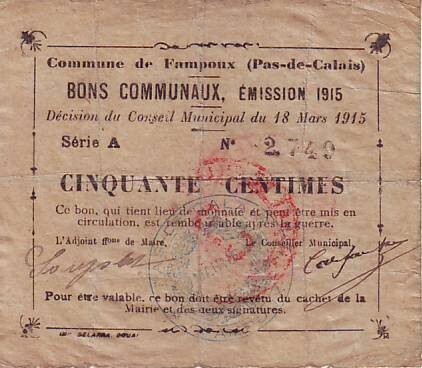 Commune de Fampoux (Pas-de-Calais)
BONS COMMUNAUX, ÉMISSION 1915
Décision du Conseil Municipal du 18 Mars 1915
Série A N° 2749
CINQUANTE CENTIMES
Ce bon, qui tient lieu de monnaie et peut être mis en
circulation, est remboursable après la guerre.
L'Adjoint ffons de Maire, Le Conseiller Municipal
Pour être valable, ce bon doit être revêtu du cachet de la
Mairie et des deux signatures.
IMP DELAPRA, DOUAI